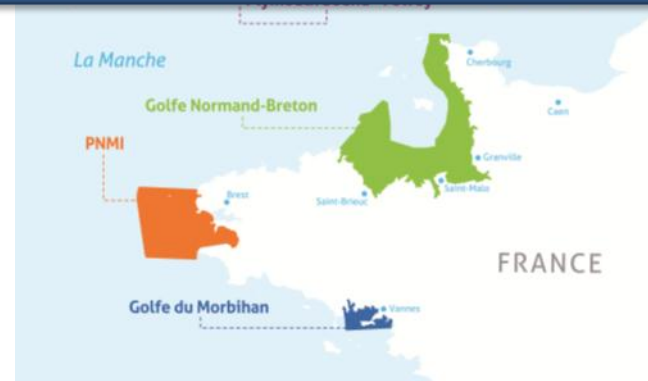 La Manche
Cherbourg
Golfe Normand-Breton
Caen
PNMI
Granville
Saint-Malo
Brest
Saint-Brieuc
FRANCE
Golfe du Morbihan
Vannes